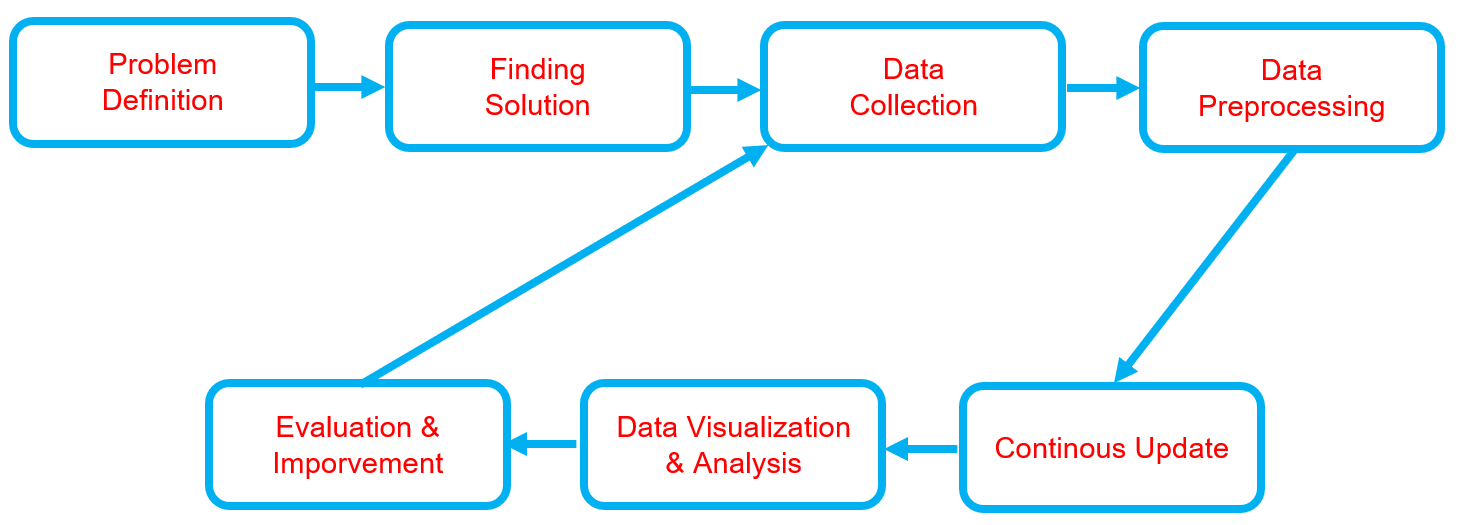 Problem
Definition
Finding
Solution
Data
Collection
Data
Preprocessing
Evaluation &
Imporvement
Data Visualization
& Analysis
Continous Update